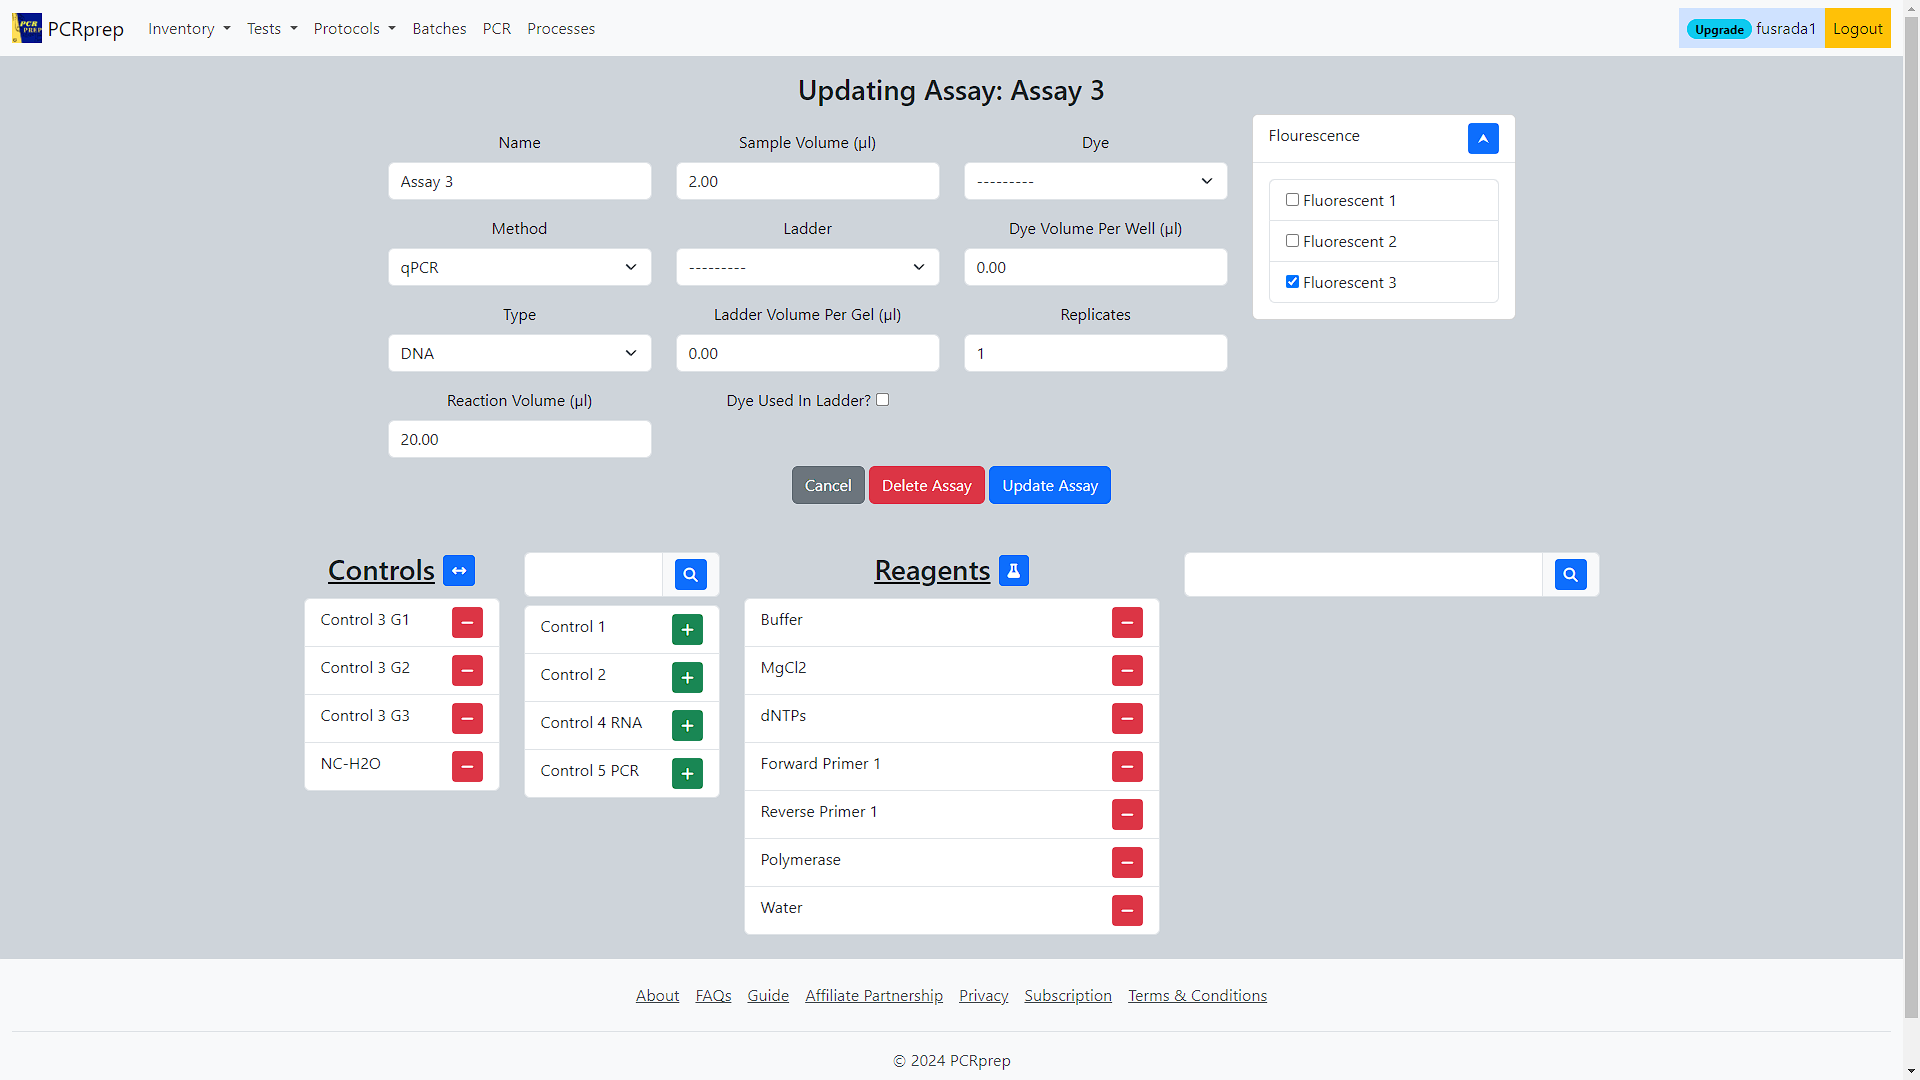 PCR PREP PCRprep Inventory Tests Protocols Batches PCR Processes Upgrade fusrada1 Logout
Updating Assay: Assay 3
Name
Assay 3
Method
qPCR
Type
DNA
Reaction Volume (µl)
20.00
Sample Volume (µl)
2.00
Ladder
---------
Ladder Volume Per Gel (µl)
0.00
Dye Used In Ladder?
Dye
---------
Dye Volume Per Well (µl)
0.00
Replicates
1
Flourescence
Fluorescent 1
Fluorescent 2
Fluorescent 3
Cancel Delete Assay Update Assay
Controls
Control 3 G1
Control 3 G2
Control 3 G3
NC-H2O
Control 1
Control 2
Control 4 RNA
Control 5 PCR
Reagents
Buffer
MgCl2
dNTPs
Forward Primer 1
Reverse Primer 1
Polymerase
Water
About FAQs Guide Affiliate Partnership Privacy Subscription Terms & Conditions
© 2024 PCRprep